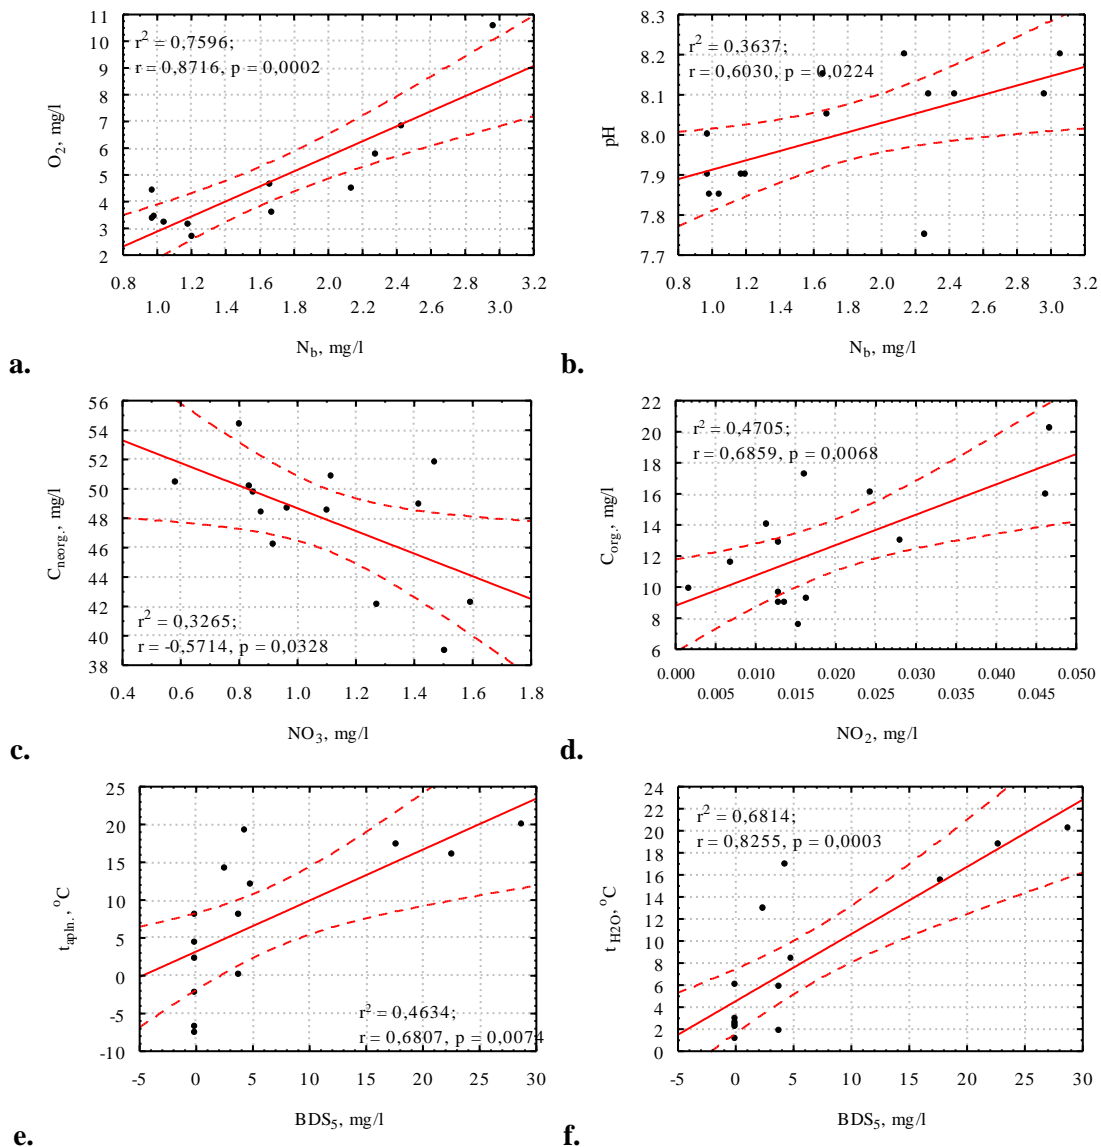 r² = 0,7596;
r = 0,8716, p = 0,0002
O₂, mg/l
11
10
9
8
7
6
5
4
3
2
0.8 1.2 1.6 2.0 2.4 2.8 3.2
1.0 1.4 1.8 2.2 2.6 3.0
N_b, mg/l
a.
r² = 0,3637;
r = 0,6030, p = 0,0224
pH
8.3
8.2
8.1
8.0
7.9
7.8
7.7
0.8 1.2 1.6 2.0 2.4 2.8 3.2
1.0 1.4 1.8 2.2 2.6 3.0
N_b, mg/l
b.
C_neorg., mg/l
56
54
52
50
48
46
44
42
40
38
r² = 0,3265;
r = -0,5714, p = 0,0328
0.4 0.6 0.8 1.0 1.2 1.4 1.6 1.8
NO₃, mg/l
c.
r² = 0,4705;
r = 0,6859, p = 0,0068
C_org., mg/l
22
20
18
16
14
12
10
8
6
0.000 0.010 0.020 0.030 0.040 0.050
0.005 0.015 0.025 0.035 0.045
NO₂, mg/l
d.
t_apln., °C
25
20
15
10
5
0
-5
-10
r² = 0,4634;
r = 0,6807, p = 0,0074
-5 0 5 10 15 20 25 30
BDS₅, mg/l
e.
r² = 0,6814;
r = 0,8255, p = 0,0003
t_H2O, °C
24
22
20
18
16
14
12
10
8
6
4
2
0
-5 0 5 10 15 20 25 30
BDS₅, mg/l
f.